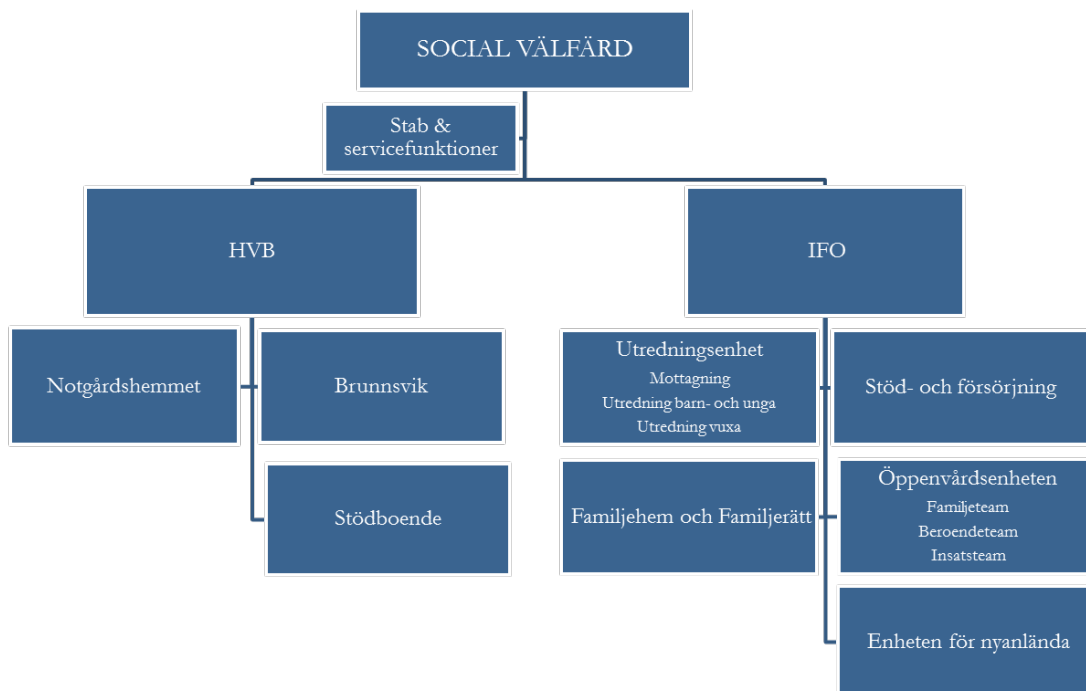 SOCIAL VÄLFÄRD
Stab &
servicefunktioner
HVB
IFO
Notgårdshemmet
Brunnsvik
Stödboende
Utredningsenhet
Mottagning
Utredning barn- och unga
Utredning vuxa
Stöd- och försörjning
Familjehem och Familjerätt
Öppenvårdsenheten
Familjeteam
Beroendeteam
Insatsteam
Enheten för nyanlända